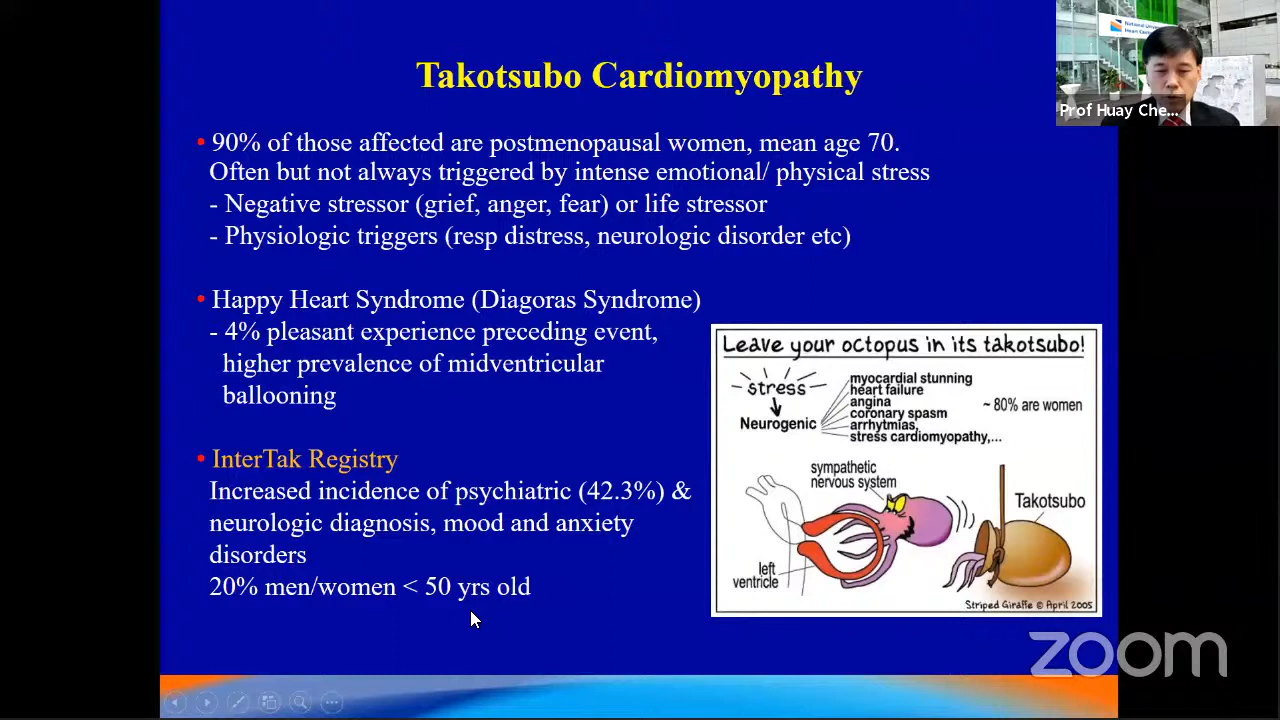 Takotsubo Cardiomyopathy
• 90% of those affected are postmenopausal women, mean age 70.
Often but not always triggered by intense emotional/ physical stress
- Negative stressor (grief, anger, fear) or life stressor
- Physiologic triggers (resp distress, neurologic disorder etc)
• Happy Heart Syndrome (Diagoras Syndrome)
- 4% pleasant experience preceding event,
higher prevalence of midventricular
ballooning
• InterTak Registry
Increased incidence of psychiatric (42.3%) &
neurologic diagnosis, mood and anxiety
disorders
20% men/women < 50 yrs old
Leave your octopus in its takotsubo!
stress
Neurogenic
myocardial stunning
heart failure
angina
coronary spasm
arrhytmias,
stress cardiomyopathy,...
~ 80% are women
sympathetic
nervous system
Takotsubo
left
ventricle
Striped Giraffe © April 2005
National
Heart
Prof Huay Che...
zoom